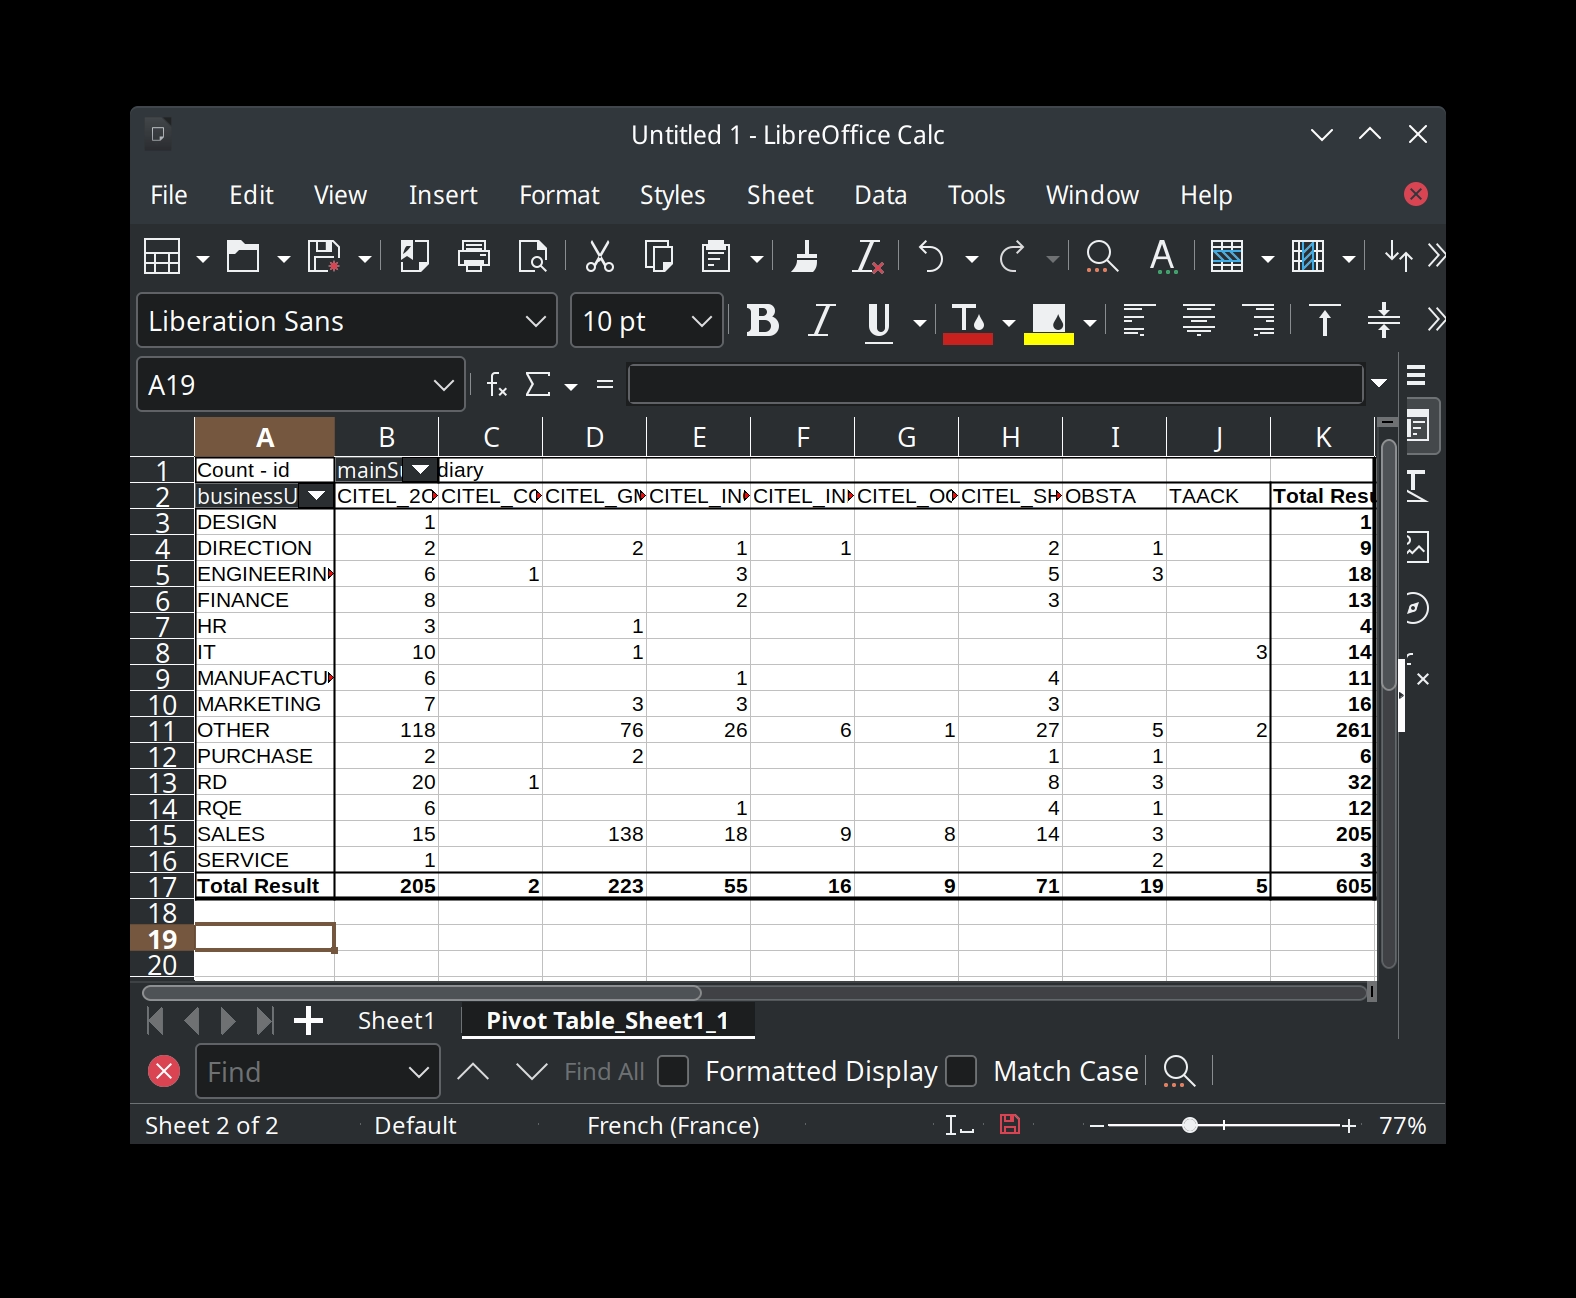 Untitled 1 - LibreOffice Calc
File Edit View Insert Format Styles Sheet Data Tools Window Help
Liberation Sans 10 pt
A19
A B C D E F G H I J K
1 Count - id mainSu diary
2 businessU CITEL_2C CITEL_CO CITEL_GM CITEL_IN CITEL_IN CITEL_OO CITEL_SH OBSTA TAACK Total Resu
3 DESIGN 1 1
4 DIRECTION 2 2 1 1 2 1 9
5 ENGINEERIN 6 1 3 5 3 18
6 FINANCE 8 2 3 13
7 HR 3 1 4
8 IT 10 1 3 14
9 MANUFACTU 6 1 4 11
10 MARKETING 7 3 3 3 16
11 OTHER 118 76 26 6 1 27 5 2 261
12 PURCHASE 2 2 1 1 6
13 RD 20 1 8 3 32
14 RQE 6 1 4 1 12
15 SALES 15 138 18 9 8 14 3 205
16 SERVICE 1 2 3
17 Total Result 205 2 223 55 16 9 71 19 5 605
18
19
20
Sheet1 Pivot Table_Sheet1_1
Find Find All Formatted Display Match Case
Sheet 2 of 2 Default French (France) 77%